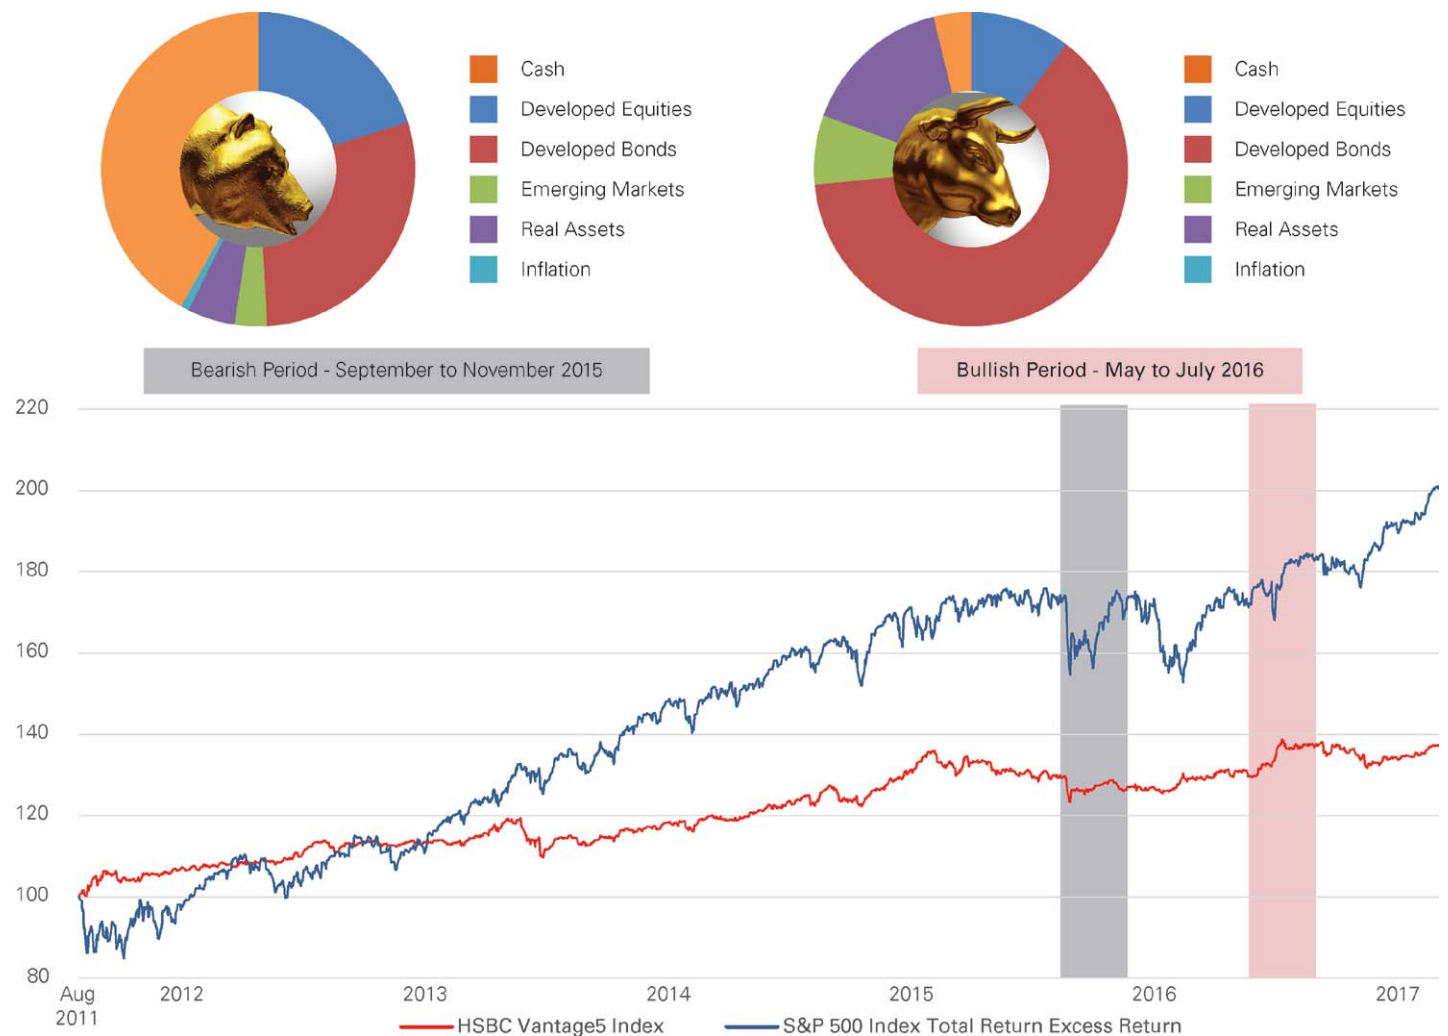 Cash
Developed Equities
Developed Bonds
Emerging Markets
Real Assets
Inflation
Cash
Developed Equities
Developed Bonds
Emerging Markets
Real Assets
Inflation
Bearish Period - September to November 2015
Bullish Period - May to July 2016
220
200
180
160
140
120
100
80
Aug
2011
2012
2013
2014
2015
2016
2017
HSBC Vantage5 Index
S&P 500 Index Total Return Excess Return